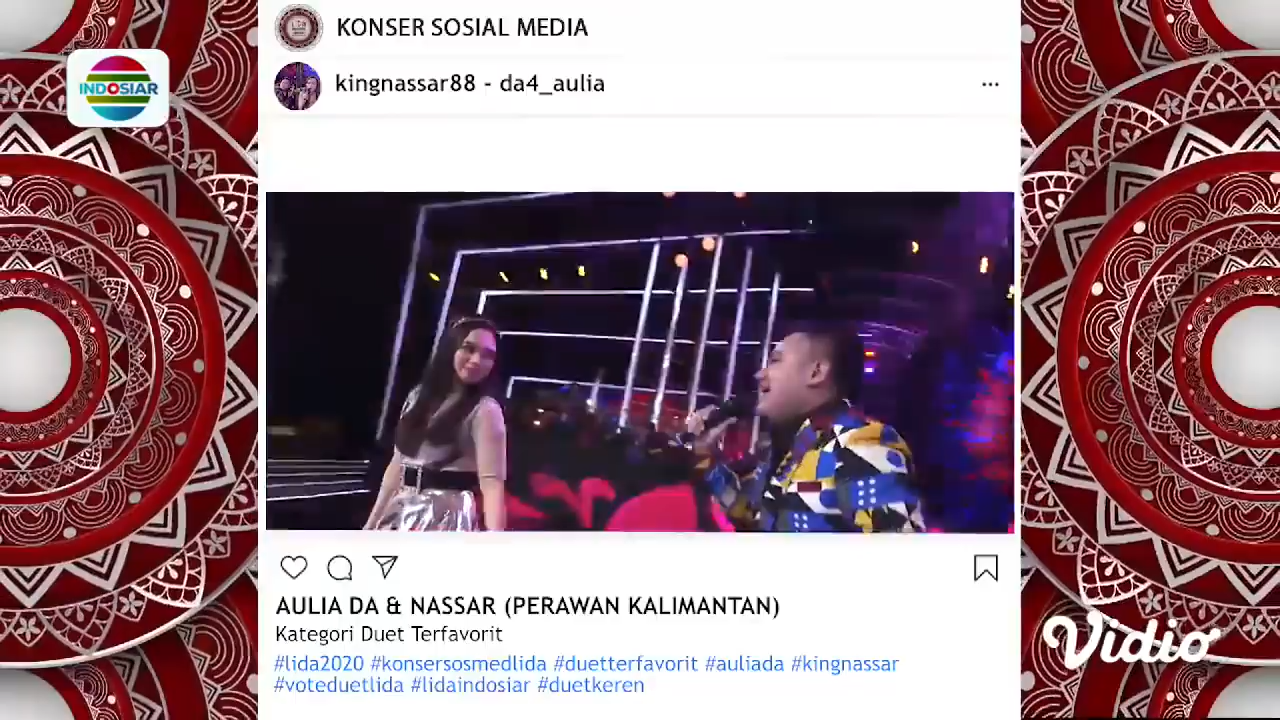 KONSER SOSIAL MEDIA
INDOSIAR
kingnassar88 - da4_aulia
AULIA DA & NASSAR (PERAWAN KALIMANTAN)
Kategori Duet Terfavorit
#lida2020 #konsersosmedlida #duetterfavorit #auliada #kingnassar
#voteduetlida #lidaindosiar #duetkeren
Vidio